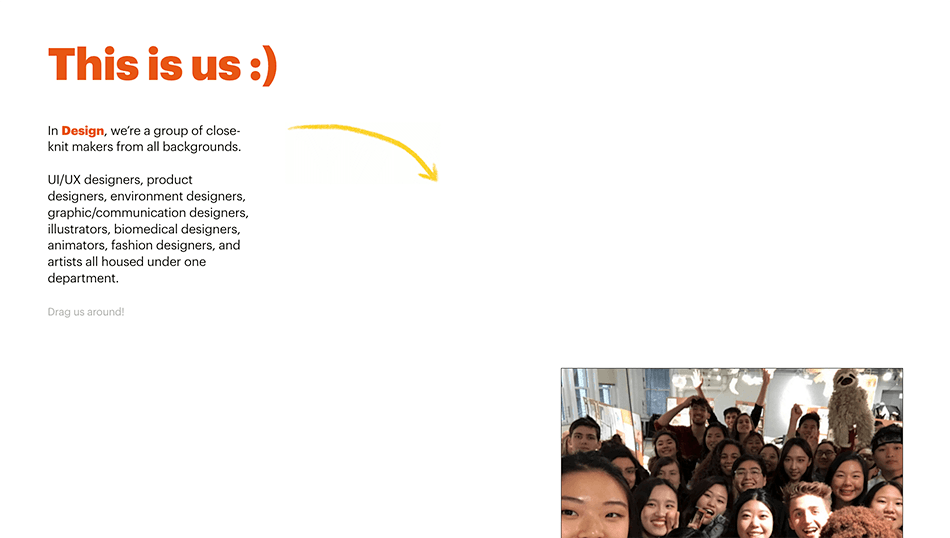 This is us :)
In Design, we’re a group of close-
knit makers from all backgrounds.
UI/UX designers, product
designers, environment designers,
graphic/communication designers,
illustrators, biomedical designers,
animators, fashion designers, and
artists all housed under one
department.
Drag us around!